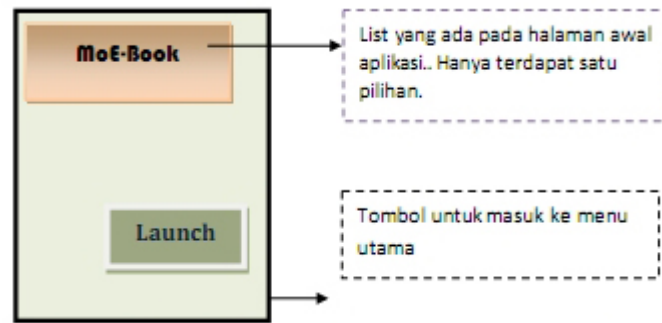 MoE-Book
List yang ada pada halaman awal
aplikasi.. Hanya terdapat satu
pilihan.
Launch
Tombol untuk masuk ke menu
utama